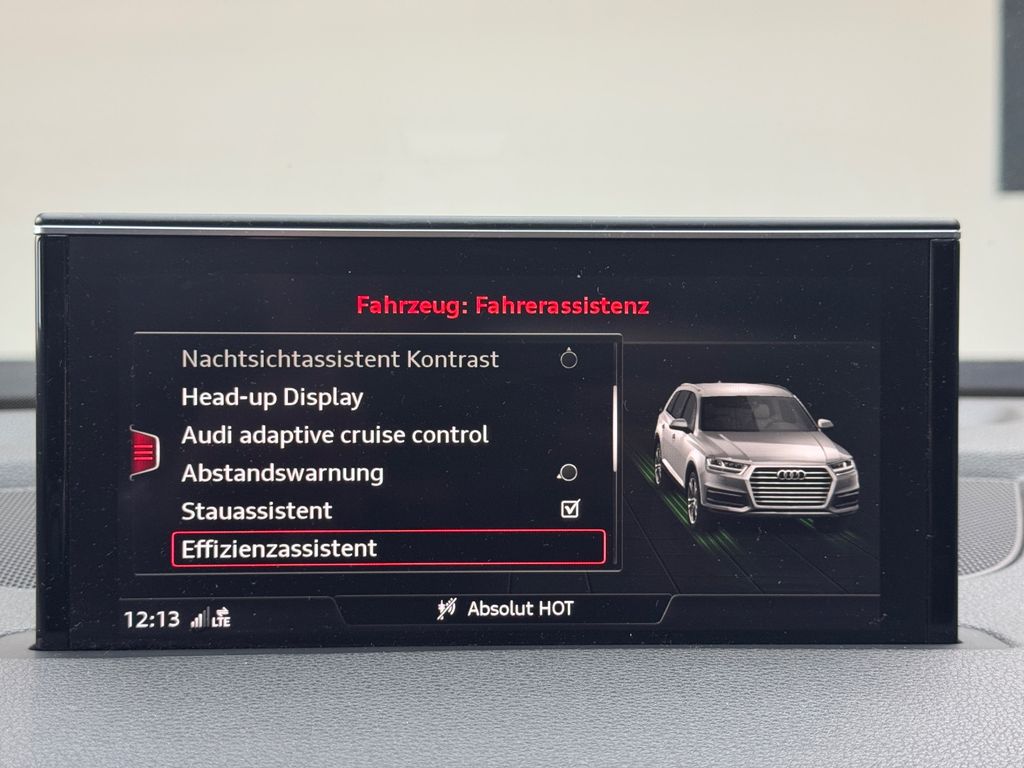 Fahrzeug: Fahrerassistenz
Nachtsichtassistent Kontrast
Head-up Display
Audi adaptive cruise control
Abstandswarnung
Stauassistent
Effizienzassistent
12:13 LTE
Absolut HOT